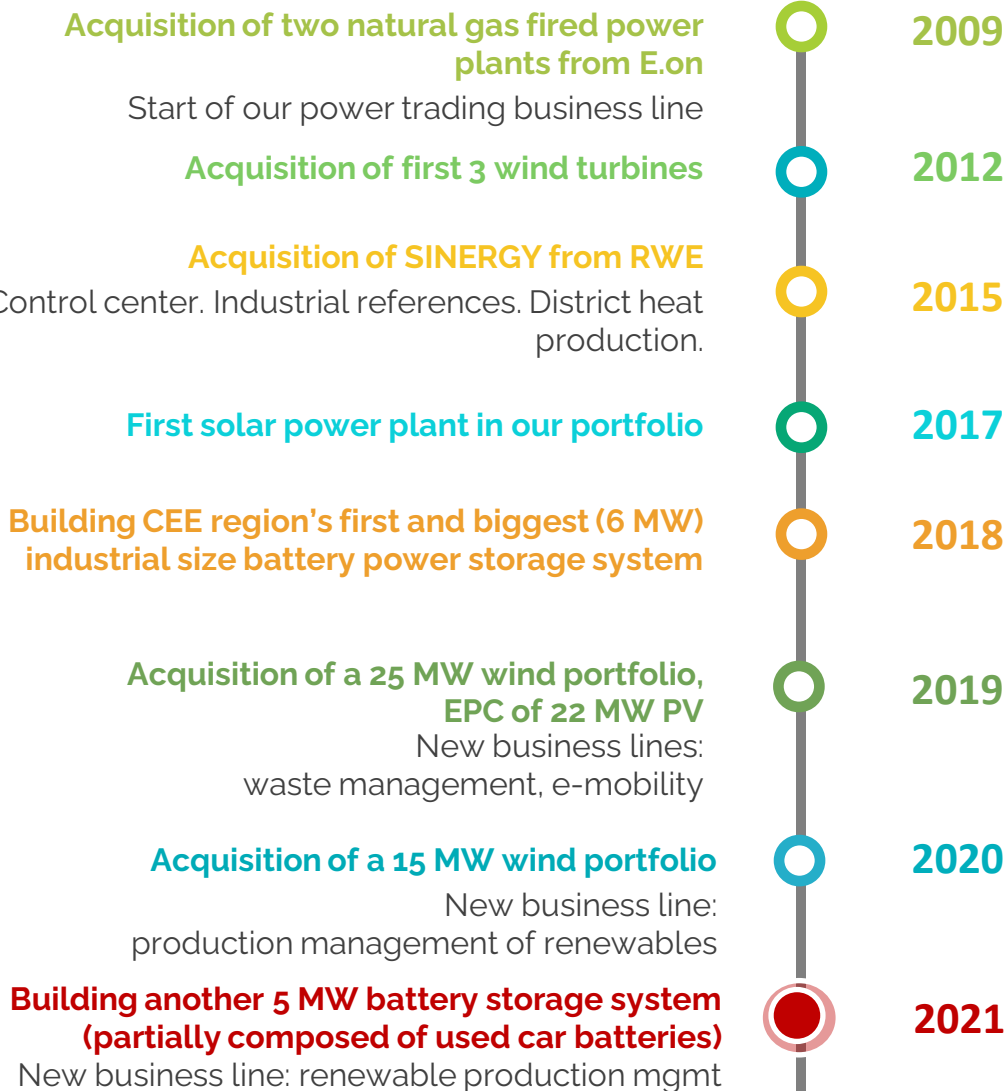 Acquisition of two natural gas fired power
plants from E.on
2009
Start of our power trading business line
Acquisition of first 3 wind turbines
2012
Acquisition of SINERGY from RWE
Control center. Industrial references. District heat
production.
2015
First solar power plant in our portfolio
2017
Building CEE region's first and biggest (6 MW)
industrial size battery power storage system
2018
Acquisition of a 25 MW wind portfolio,
EPC of 22 MW PV
2019
New business lines:
waste management, e-mobility
Acquisition of a 15 MW wind portfolio
2020
New business line:
production management of renewables
Building another 5 MW battery storage system
(partially composed of used car batteries)
2021
New business line: renewable production mgmt